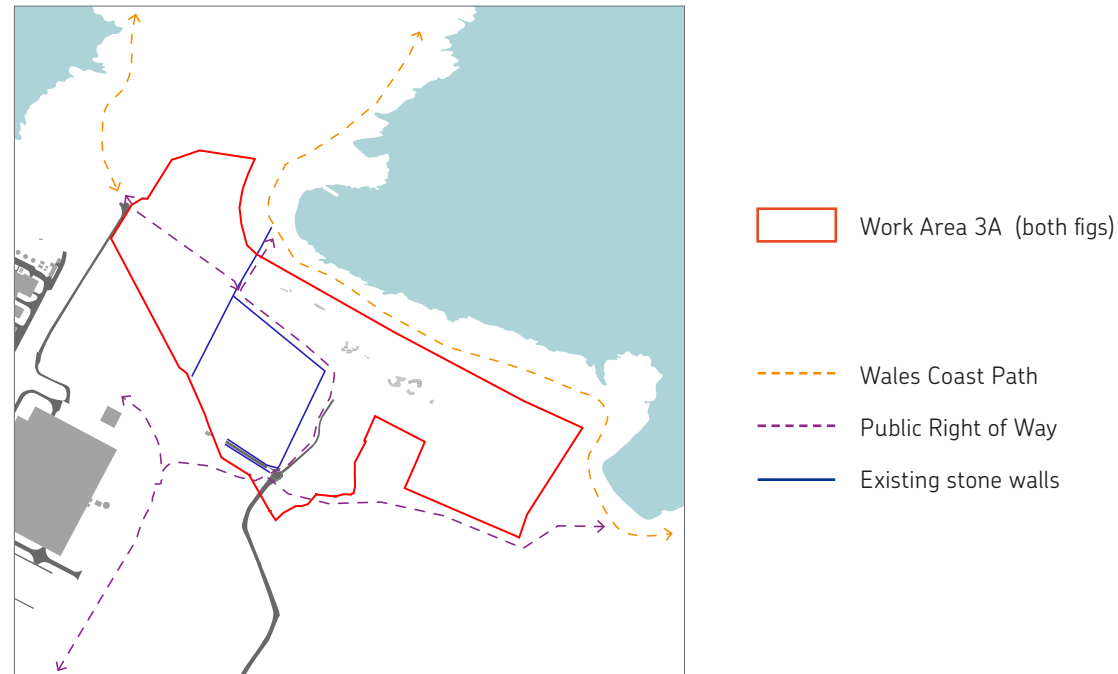 Work Area 3A (both figs)
Wales Coast Path
Public Right of Way
Existing stone walls